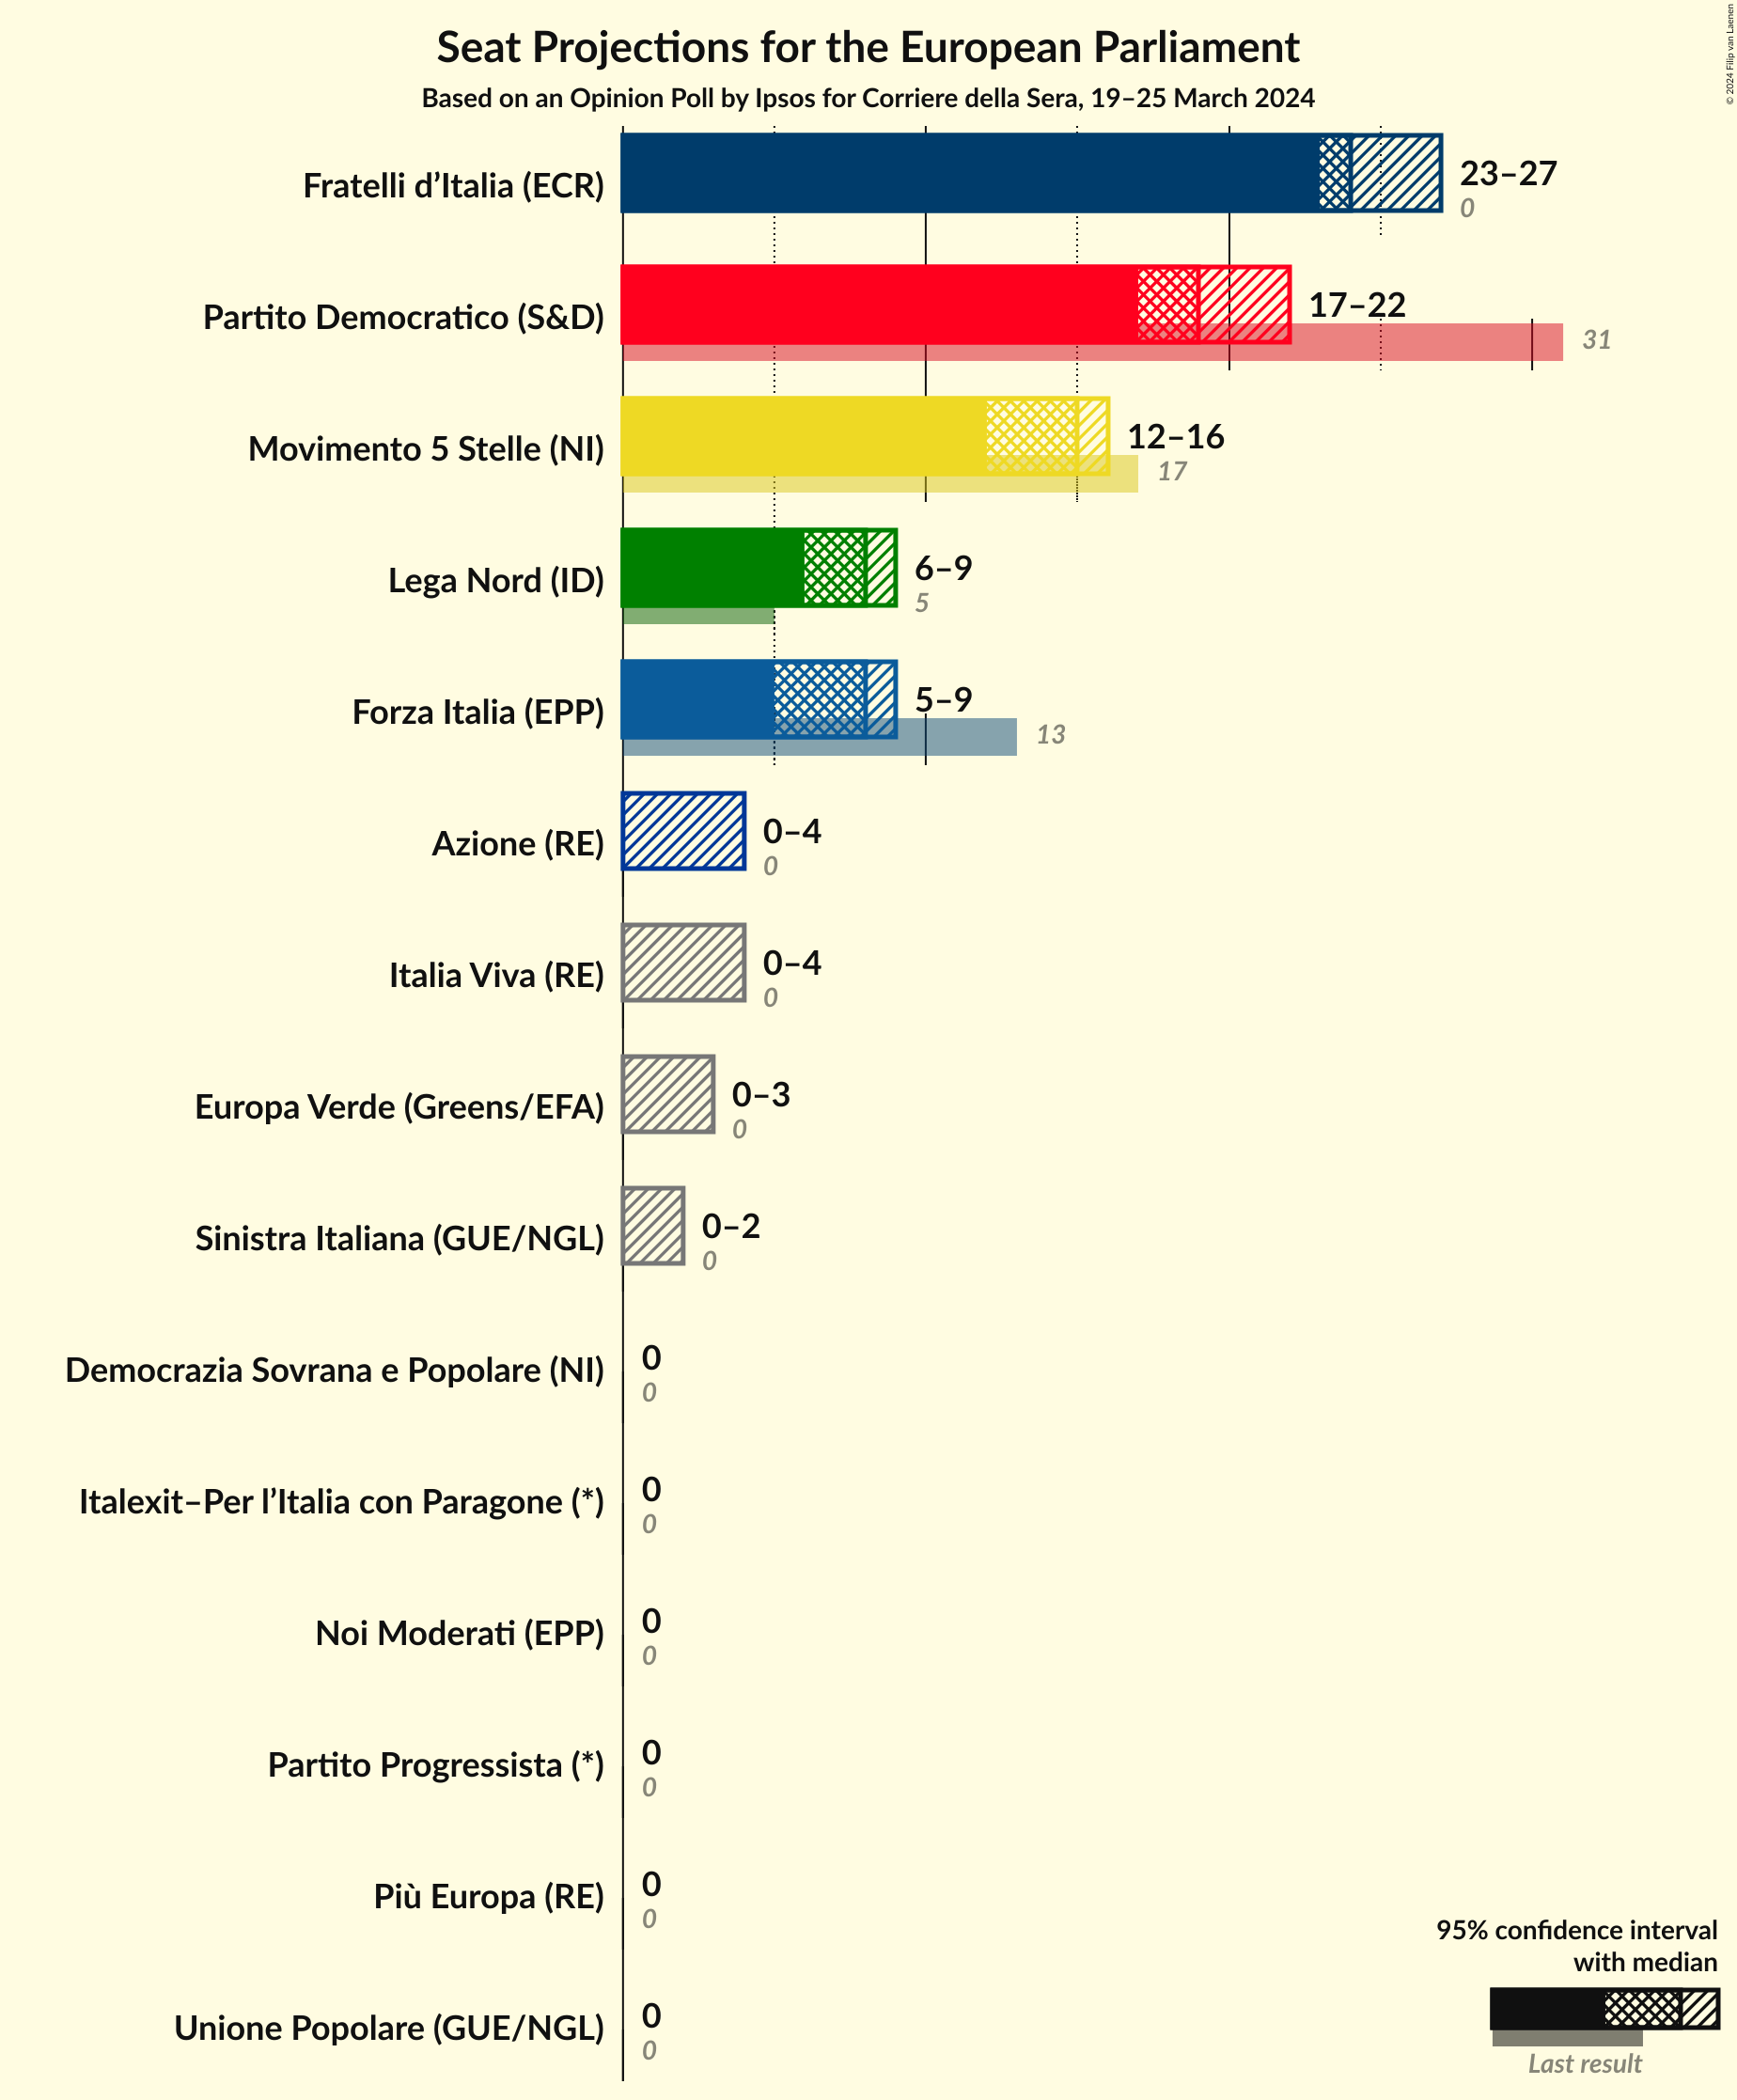 Seat Projections for the European Parliament
Based on an Opinion Poll by Ipsos for Corriere della Sera, 19–25 March 2024
© 2024 Filip van Laenen
Fratelli d’Italia (ECR)
23–27
0
Partito Democratico (S&D)
17–22
31
Movimento 5 Stelle (NI)
12–16
17
Lega Nord (ID)
6–9
5
Forza Italia (EPP)
5–9
13
Azione (RE)
0–4
0
Italia Viva (RE)
0–4
0
Europa Verde (Greens/EFA)
0–3
0
Sinistra Italiana (GUE/NGL)
0–2
0
Democrazia Sovrana e Popolare (NI)
0
0
Italexit–Per l’Italia con Paragone (*)
0
0
Noi Moderati (EPP)
0
0
Partito Progressista (*)
0
0
Più Europa (RE)
0
0
Unione Popolare (GUE/NGL)
0
0
95% confidence interval
with median
Last result